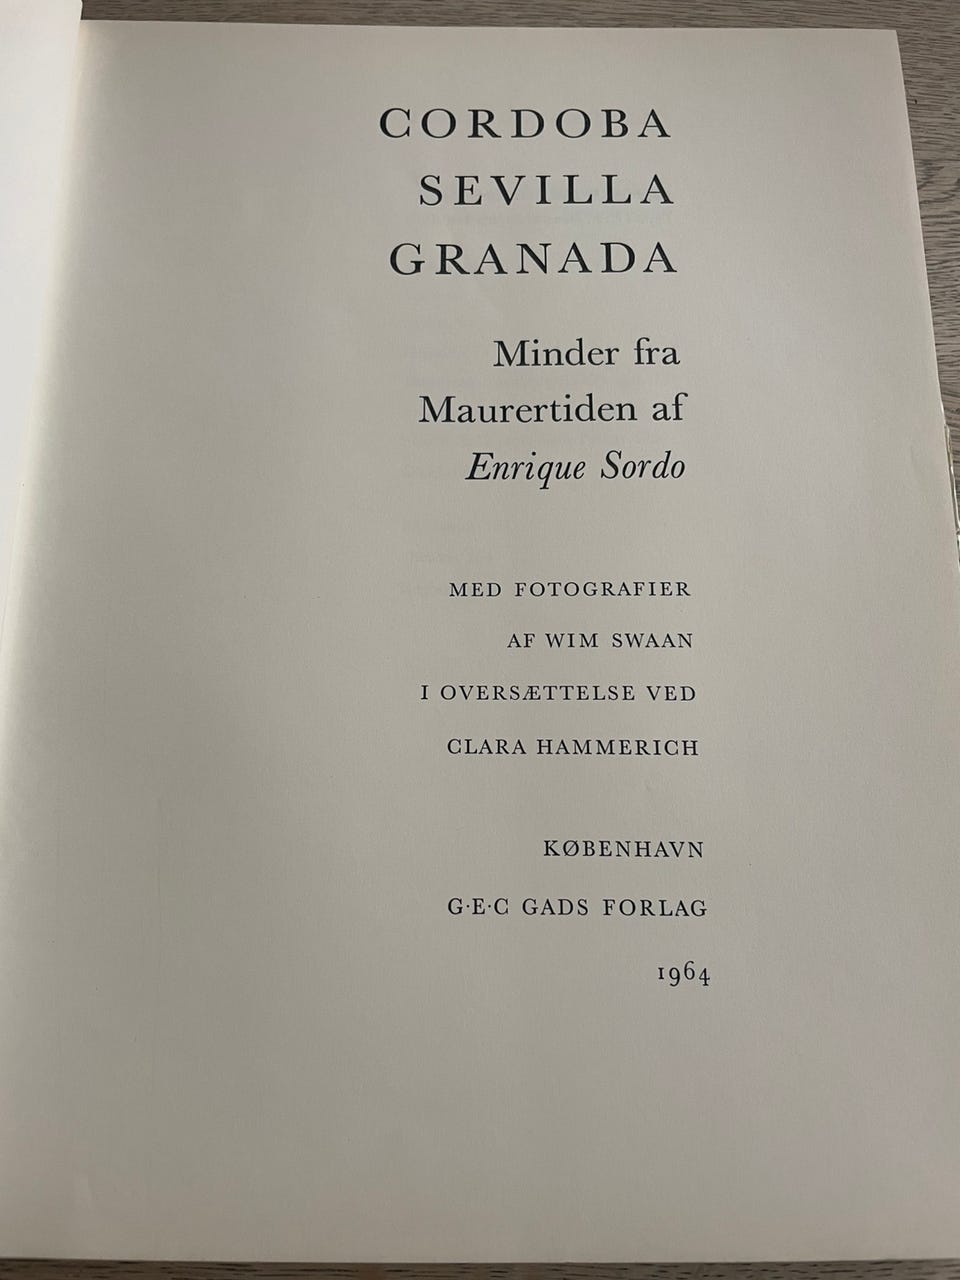 CORDOBA
SEVILLA
GRANADA
Minder fra
Maurertiden af
Enrique Sordo
MED FOTOGRAFIER
AF WIM SWAAN
I OVERSÆTTELSE VED
CLARA HAMMERICH
KØBENHAVN
G·E·C GADS FORLAG
1964